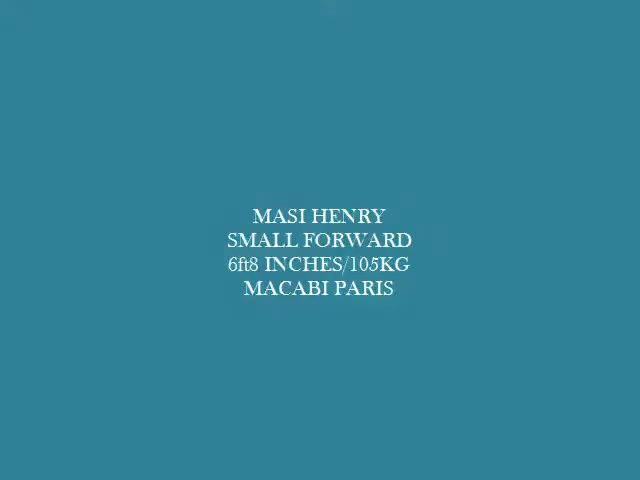 MASI HENRY
SMALL FORWARD
6ft8 INCHES/105KG
MACABI PARIS